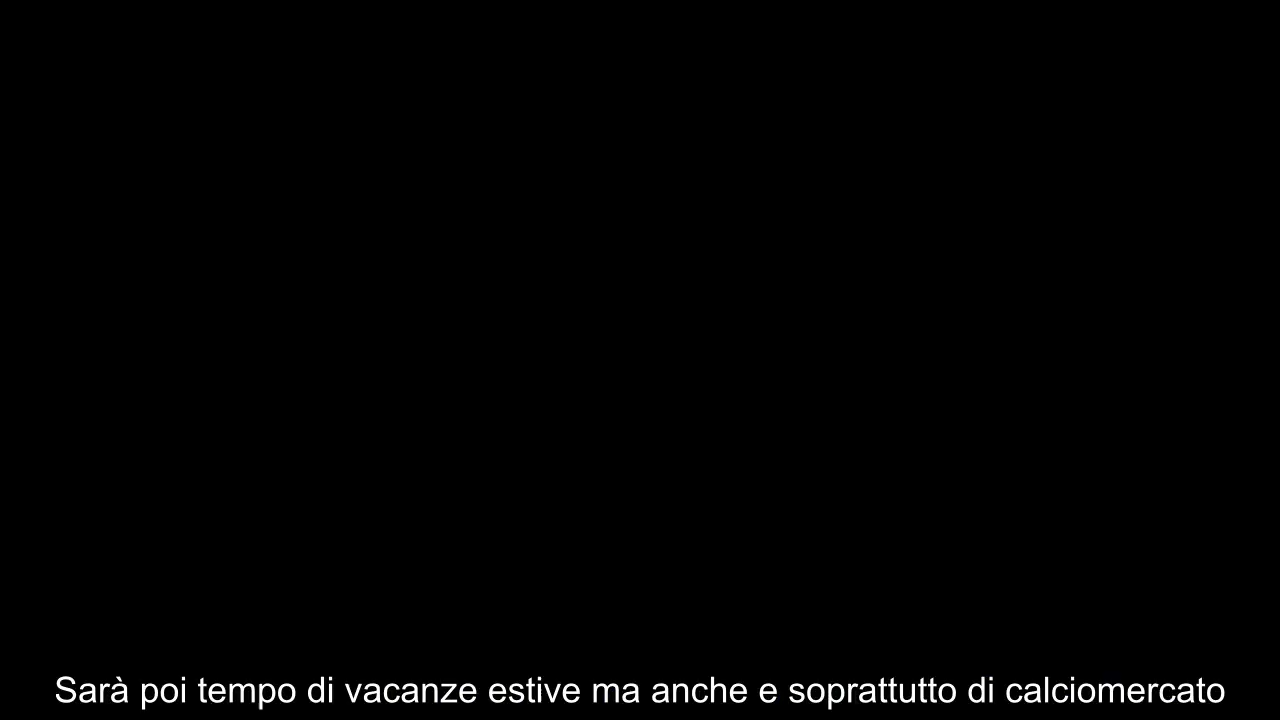 Sarà poi tempo di vacanze estive ma anche e soprattutto di calciomercato